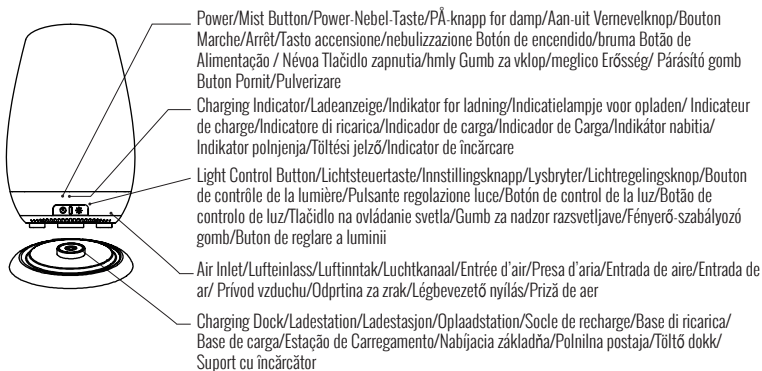 Power/Mist Button/Power-Nebel-Taste/PÅ-knapp for damp/Aan-uit Vernevelknop/Bouton
Marche/Arrêt/Tasto accensione/nebulizzazione Botón de encendido/bruma Botão de
Alimentação / Névoa Tlačidlo zapnutia/hmly Gumb za vklop/meglico Erősség/ Párásító gomb
Buton Pornit/Pulverizare
Charging Indicator/Ladeanzeige/Indikator for ladning/Indicatielampje voor opladen/ Indicateur
de charge/Indicatore di ricarica/Indicador de carga/Indicador de Carga/Indikátor nabitia/
Indikator polnjenja/Töltési jelző/Indicator de încărcare
Light Control Button/Lichtsteuertaste/Innstillingsknapp/Lysbryter/Lichtregelingsknop/Bouton
de contrôle de la lumière/Pulsante regolazione luce/Botón de control de la luz/Botão de
controlo de luz/Tlačidlo na ovládanie svetla/Gumb za nadzor razsvetljave/Fényerő-szabályozó
gomb/Buton de reglare a luminii
Air Inlet/Lufteinlass/Luftinntak/Luchtkanaal/Entrée d'air/Presa d'aria/Entrada de aire/Entrada de
ar/ Prívod vzduchu/Odprtina za zrak/Légbevezető nyílás/Priză de aer
Charging Dock/Ladestation/Ladestasjon/Oplaadstation/Socle de recharge/Base di ricarica/
Base de carga/Estação de Carregamento/Nabíjacia základňa/Polnilna postaja/Töltő dokk/
Suport cu încărcător